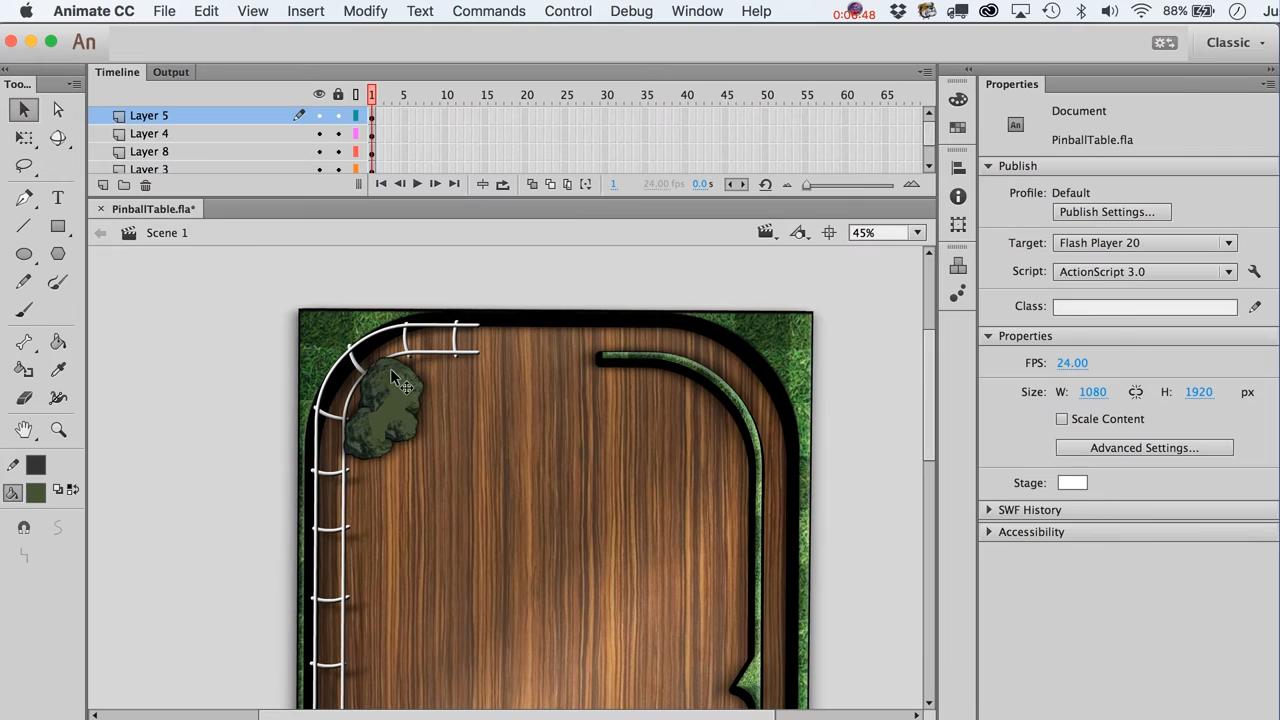 Animate CC File Edit View Insert Modify Text Commands Control Debug Window Help 0:06:48 88% Ju
An Classic
Too... Timeline Output Properties
1 5 10 15 20 25 30 35 40 45 50 55 60 65
Layer 5
Layer 4
Layer 8
Layer 3
1 24.00 fps 0.0 s
PinballTable.fla*
Scene 1 45%
T
Document
An PinballTable.fla
Publish
Profile: Default
Publish Settings...
Target: Flash Player 20
Script: ActionScript 3.0
Class:
Properties
FPS: 24.00
Size: W: 1080 H: 1920 px
Scale Content
Advanced Settings...
Stage:
SWF History
Accessibility
S